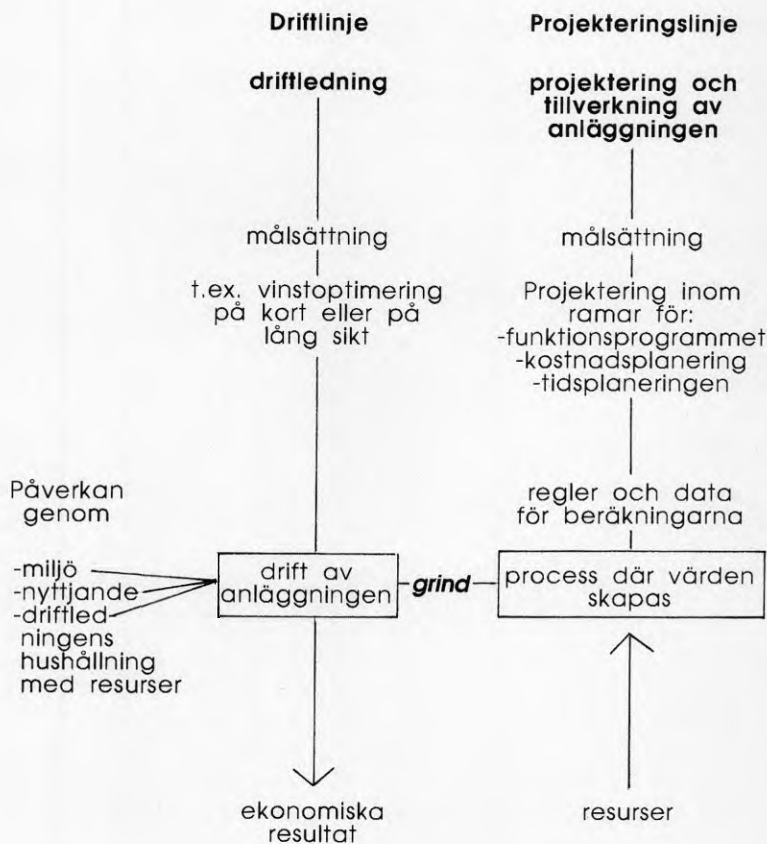 Driftlinje
driftledning
målsättning
t.ex. vinstoptimering
på kort eller på
lång sikt
Påverkan
genom
-miljö
-nyttjande
-driftled
ningens
hushållning
med resurser
drift av
anläggningen
ekonomiska
resultat
grind
Projekteringslinje
projektering och
tillverkning av
anläggningen
målsättning
Projektering inom
ramar för:
-funktionsprogrammet
-kostnadsplanering
-tidsplaneringen
regler och data
för beräkningarna
process där värden
skapas
resurser